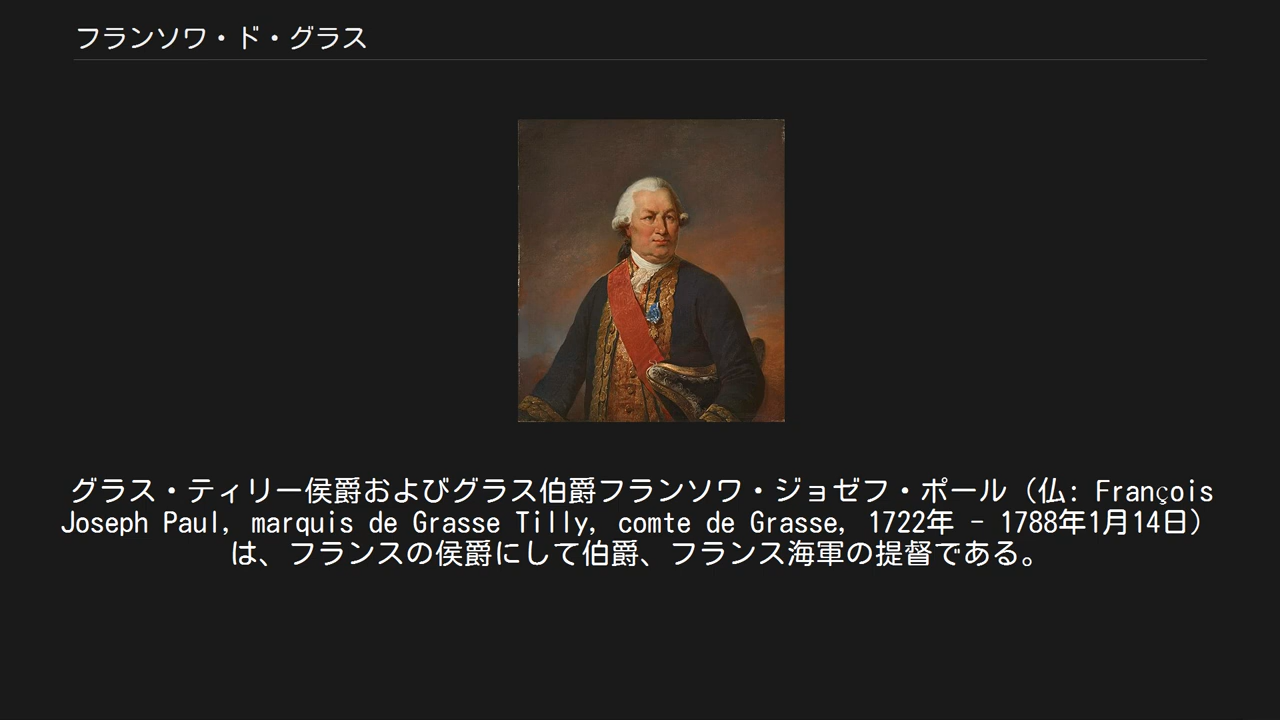 フランソワ・ド・グラス
グラス・ティリー侯爵およびグラス伯爵フランソワ・ジョゼフ・ポール（仏: François
Joseph Paul, marquis de Grasse Tilly, comte de Grasse, 1722年 - 1788年1月14日）
は、フランスの侯爵にして伯爵、フランス海軍の提督である。